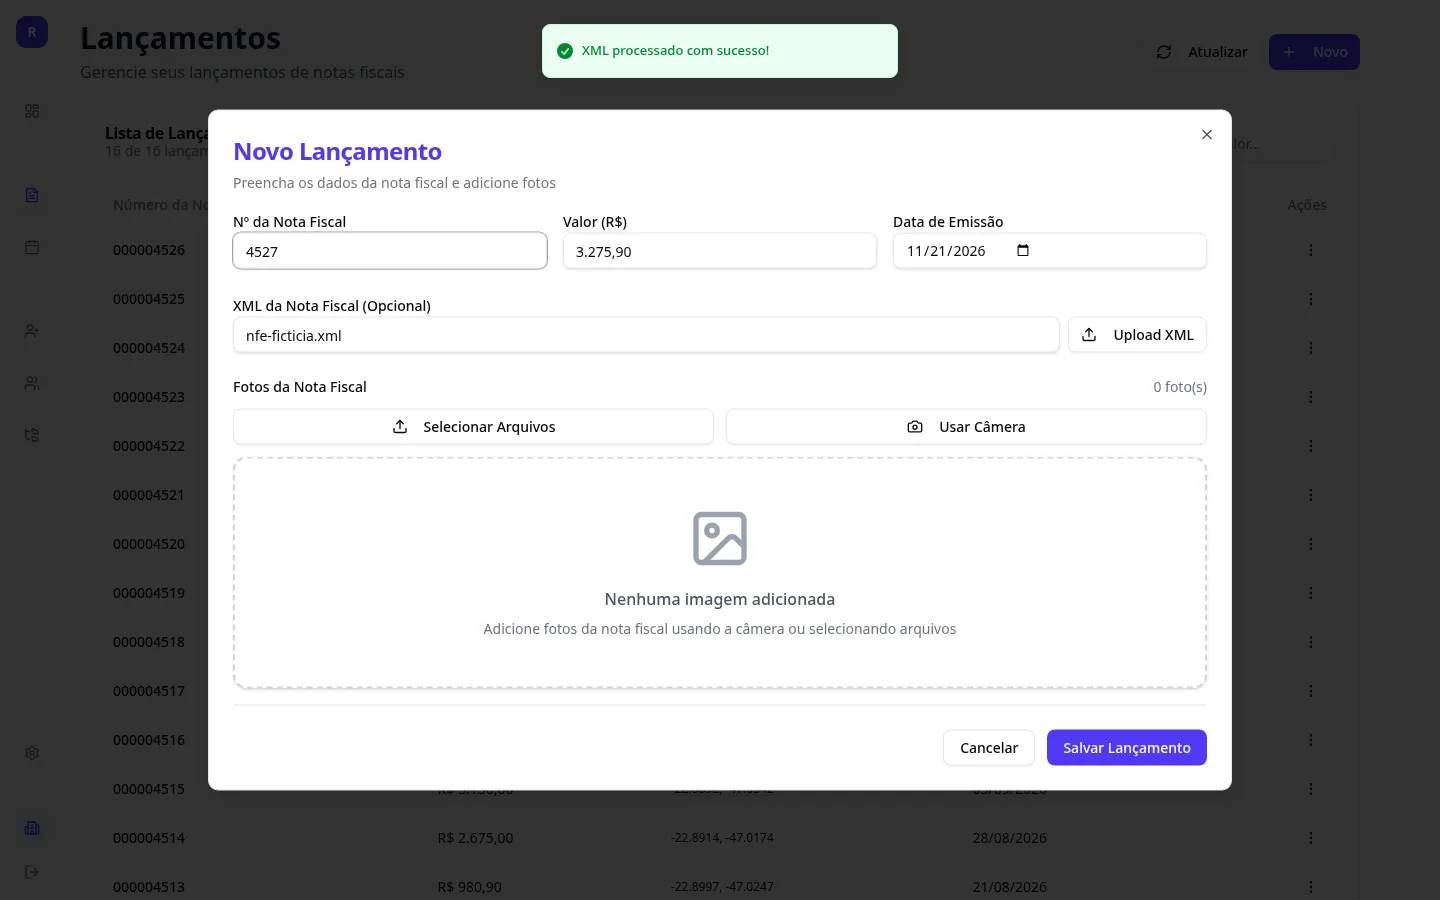 R
Lançamentos
Gerencie seus lançamentos de notas fiscais
XML processado com sucesso!
Atualizar
Novo
Lista de Lança
16 de 16 lançam
lor...
Número da No
Ações
000004526
000004525
000004524
000004523
000004522
000004521
000004520
000004519
000004518
000004517
000004516
000004515
000004514 R$ 2.675,00 -22.8914, -47.0174 28/08/2026
000004513 R$ 980,90 -22.8997, -47.0247 21/08/2026
Novo Lançamento
Preencha os dados da nota fiscal e adicione fotos
Nº da Nota Fiscal
4527
Valor (R$)
3.275,90
Data de Emissão
11/21/2026
XML da Nota Fiscal (Opcional)
nfe-ficticia.xml
Upload XML
Fotos da Nota Fiscal
0 foto(s)
Selecionar Arquivos
Usar Câmera
Nenhuma imagem adicionada
Adicione fotos da nota fiscal usando a câmera ou selecionando arquivos
Cancelar
Salvar Lançamento